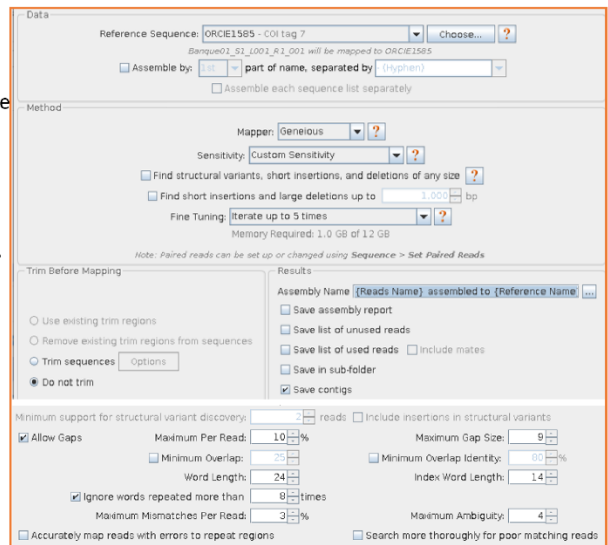 Data
Reference Sequence: ORCIE1585 - COI tag 7 Choose... ?
Banque01_S1_L001_R1_001 will be mapped to ORCIE1585
Assemble by: 1st part of name, separated by - (Hyphen)
Assemble each sequence list separately
e
Method
Mapper: Geneious ?
Sensitivity: Custom Sensitivity ?
Find structural variants, short insertions, and deletions of any size ?
Find short insertions and large deletions up to 1,000 bp
Fine Tuning: Iterate up to 5 times ?
Memory Required: 1.0 GB of 12 GB
Note: Paired reads can be set up or changed using Sequence > Set Paired Reads
Trim Before Mapping
Use existing trim regions
Remove existing trim regions from sequences
Trim sequences Options
Do not trim
Results
Assembly Name {Reads Name} assembled to {Reference Name} ...
Save assembly report
Save list of unused reads
Save list of used reads Include mates
Save in sub-folder
Save contigs
Minimum support for structural variant discovery: 2 reads Include insertions in structural variants
Allow Gaps Maximum Per Read: 10 % Maximum Gap Size: 9
Minimum Overlap: 25 Minimum Overlap Identity: 80 %
Word Length: 24 Index Word Length: 14
Ignore words repeated more than 8 times
Maximum Mismatches Per Read: 3 % Maximum Ambiguity: 4
Accurately map reads with errors to repeat regions Search more thoroughly for poor matching reads